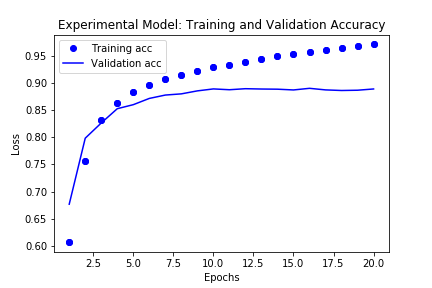 Experimental Model: Training and Validation Accuracy
Training acc
Validation acc
Loss
0.95
0.90
0.85
0.80
0.75
0.70
0.65
0.60
2.5 5.0 7.5 10.0 12.5 15.0 17.5 20.0
Epochs